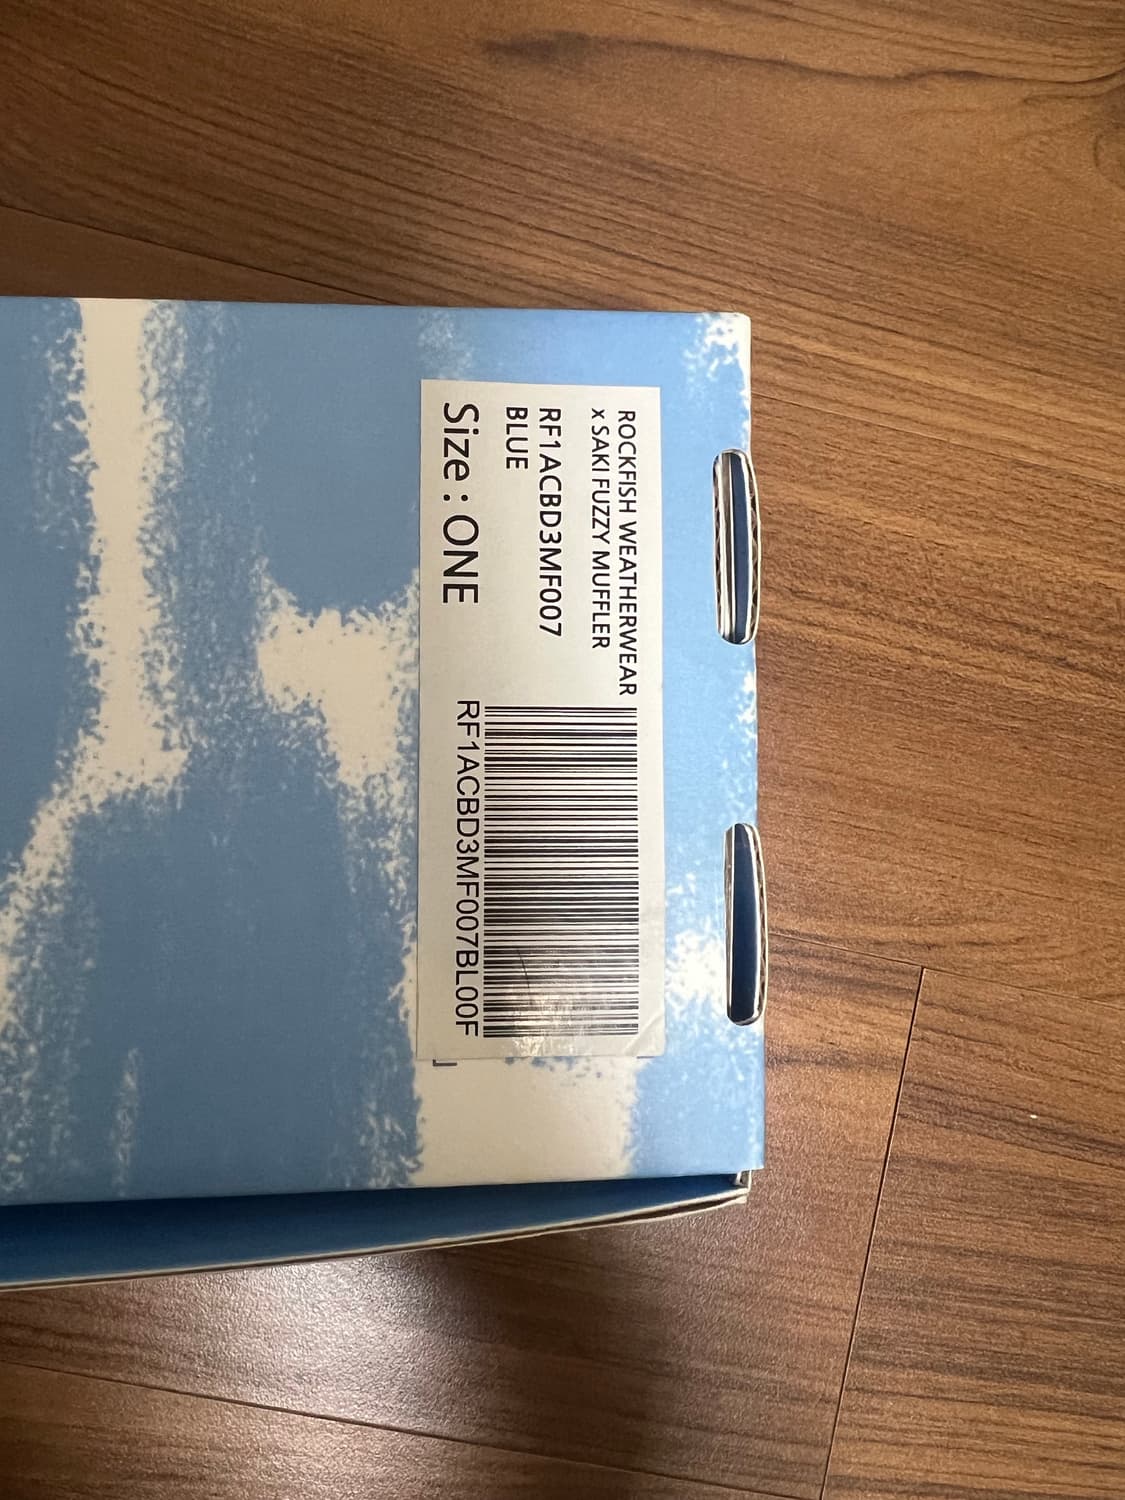 ROCKFISH WEATHERWEAR
x SAKI FUZZY MUFFLER
RF1ACBD3MF007
BLUE
Size : ONE
RF1ACBD3MF007BL00F